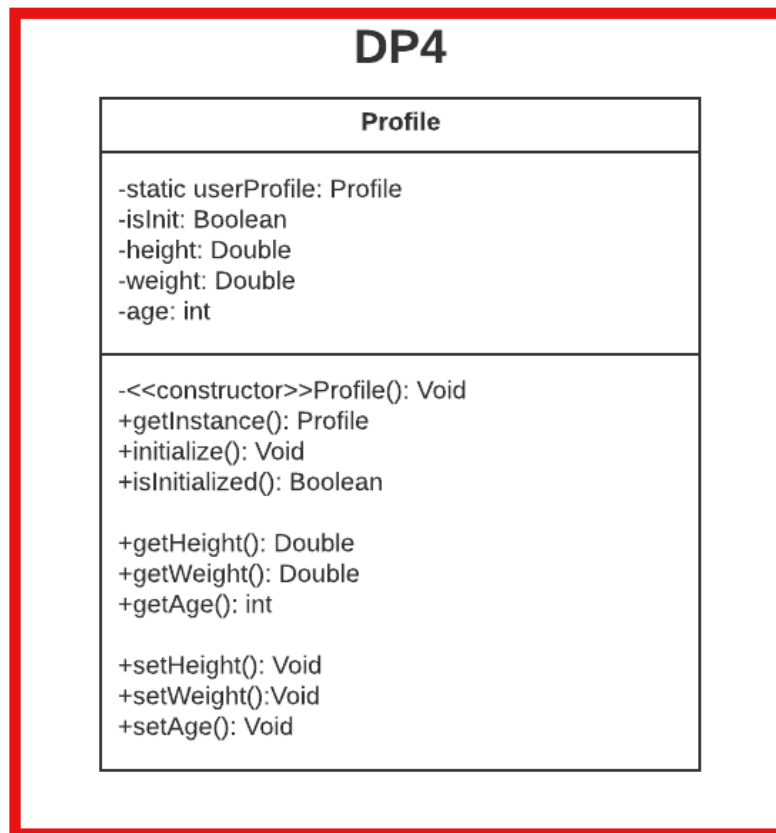 DP4
Profile
-static userProfile: Profile
-isInit: Boolean
-height: Double
-weight: Double
-age: int
-<<constructor>>Profile(): Void
+getInstance(): Profile
+initialize(): Void
+isInitialized(): Boolean
+getHeight(): Double
+getWeight(): Double
+getAge(): int
+setHeight(): Void
+setWeight():Void
+setAge(): Void